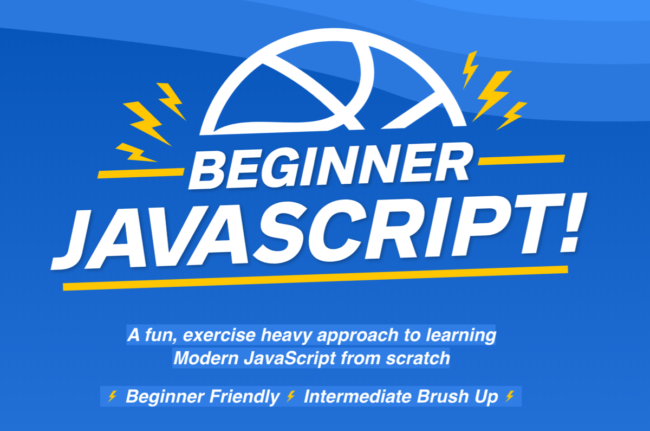 BEGINNER
JAVASCRIPT!
A fun, exercise heavy approach to learning
Modern JavaScript from scratch
⚡ Beginner Friendly ⚡ Intermediate Brush Up ⚡